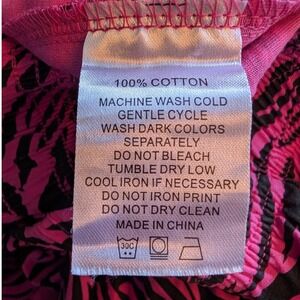 100% COTTON
MACHINE WASH COLD
GENTLE CYCLE
WASH DARK COLORS
SEPARATELY
DO NOT BLEACH
TUMBLE DRY LOW
COOL IRON IF NECESSARY
DO NOT IRON PRINT
DO NOT DRY CLEAN
MADE IN CHINA
30C